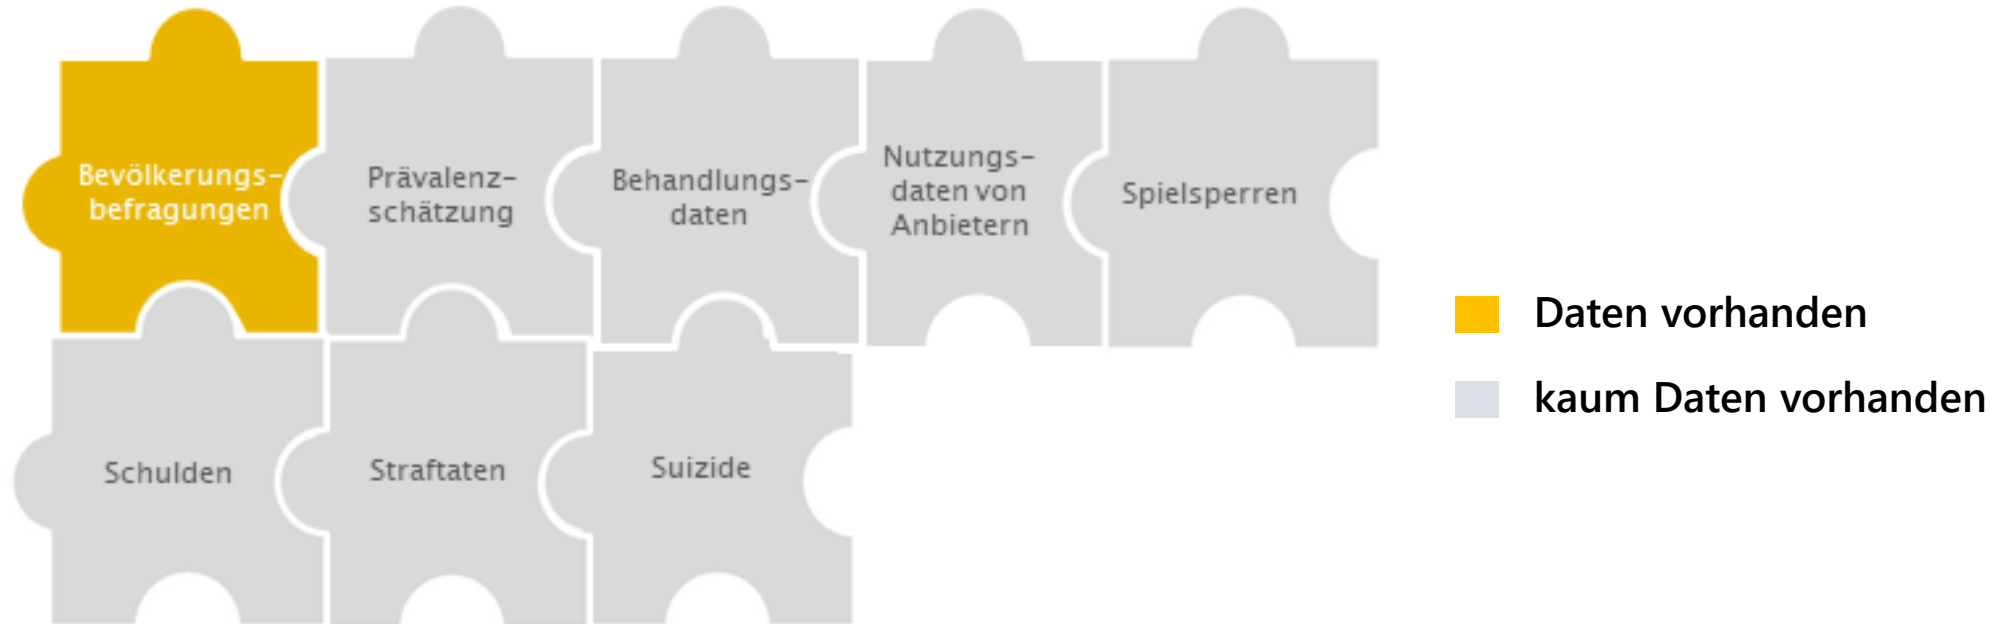 Bevölkerungs-
befragungen
Prävalenz-
schätzung
Behandlungs-
daten
Nutzungs-
daten von
Anbietern
Spielsperren
Schulden
Straftaten
Suizide
Daten vorhanden
kaum Daten vorhanden